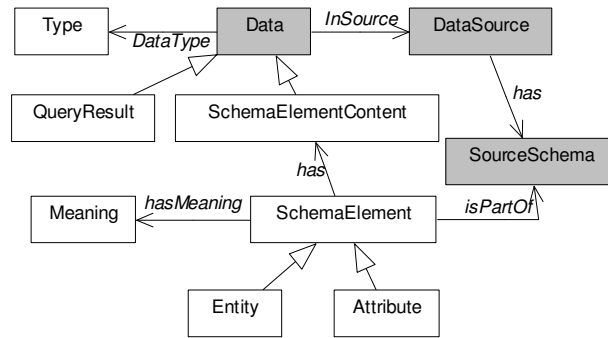 Type
Data
InSource
DataSource
DataType
has
QueryResult
SchemaElementContent
SourceSchema
has
Meaning
hasMeaning
SchemaElement
isPartOf
Entity
Attribute